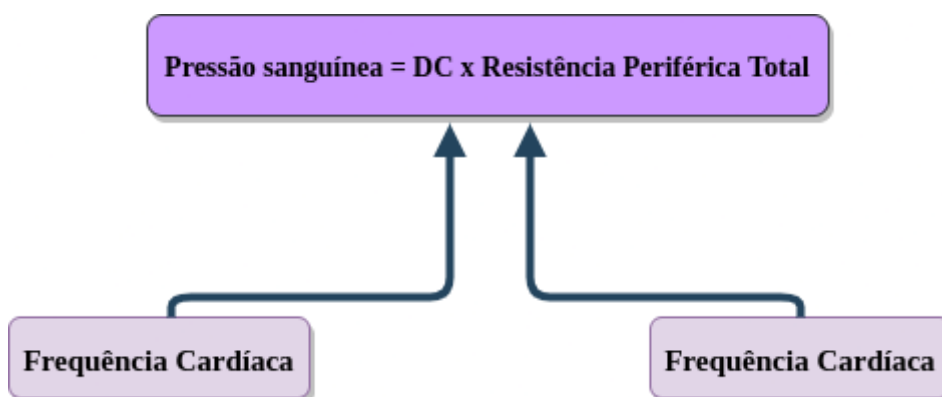 Pressão sanguínea = DC x Resistência Periférica Total
Frequência Cardíaca
Frequência Cardíaca